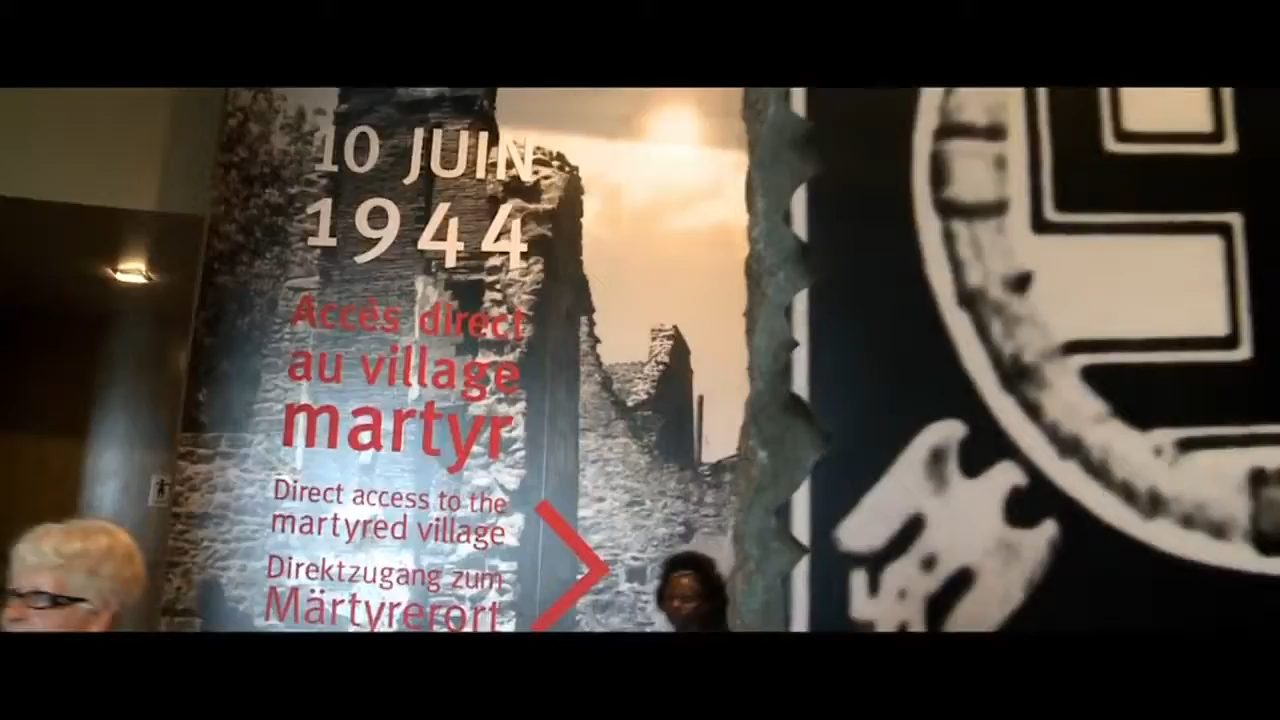 10 JUIN
1944
Accès direct
au village
martyr
Direct access to the
martyred village
Direktzugang zum
Märtyrerort